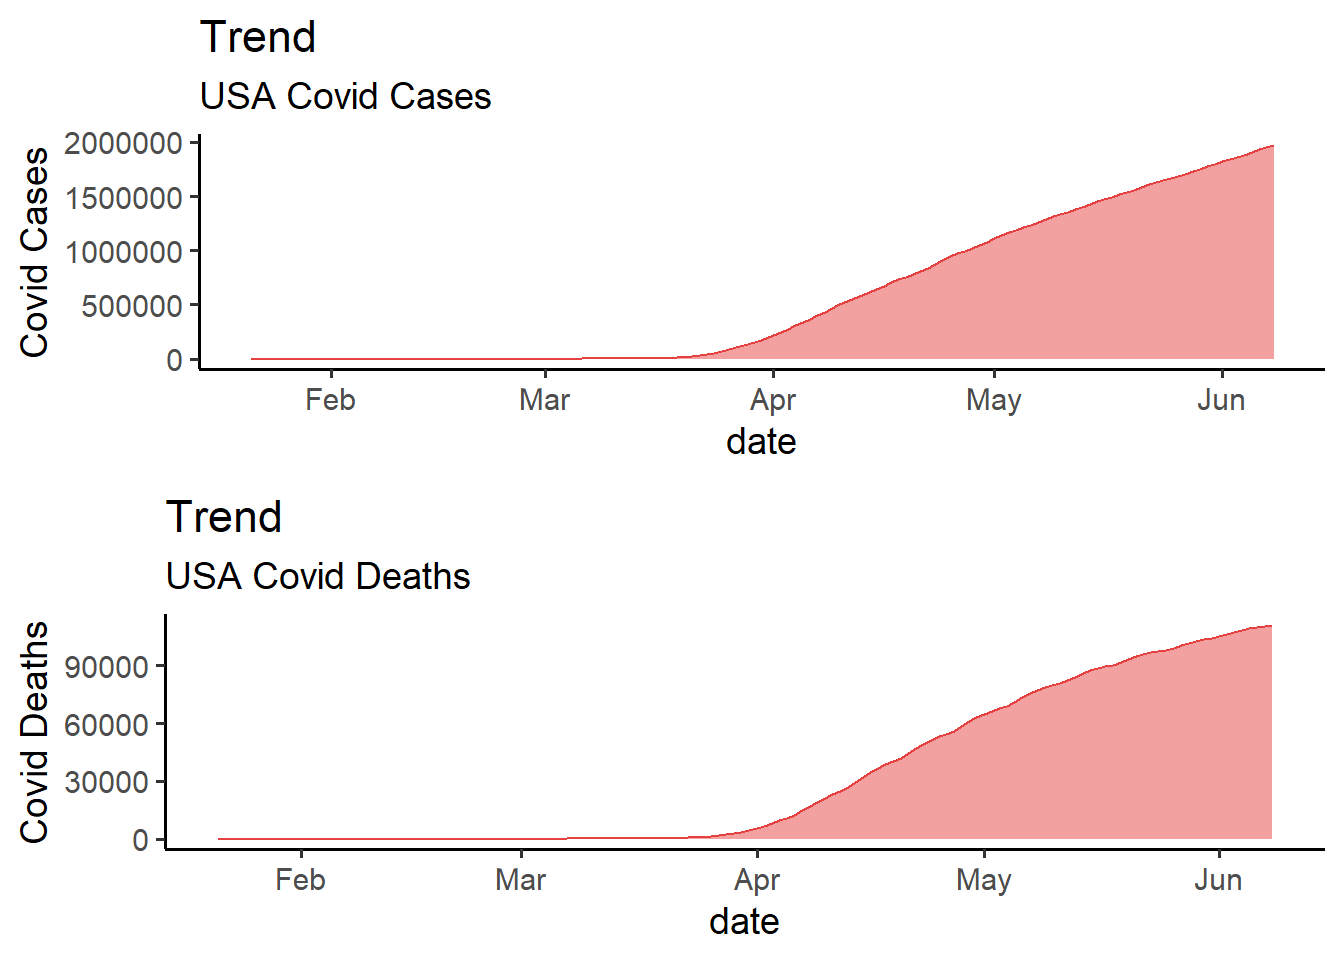 Trend
USA Covid Cases
Covid Cases
2000000
1500000
1000000
500000
0
Feb Mar Apr May Jun
date
Trend
USA Covid Deaths
Covid Deaths
90000
60000
30000
0
Feb Mar Apr May Jun
date